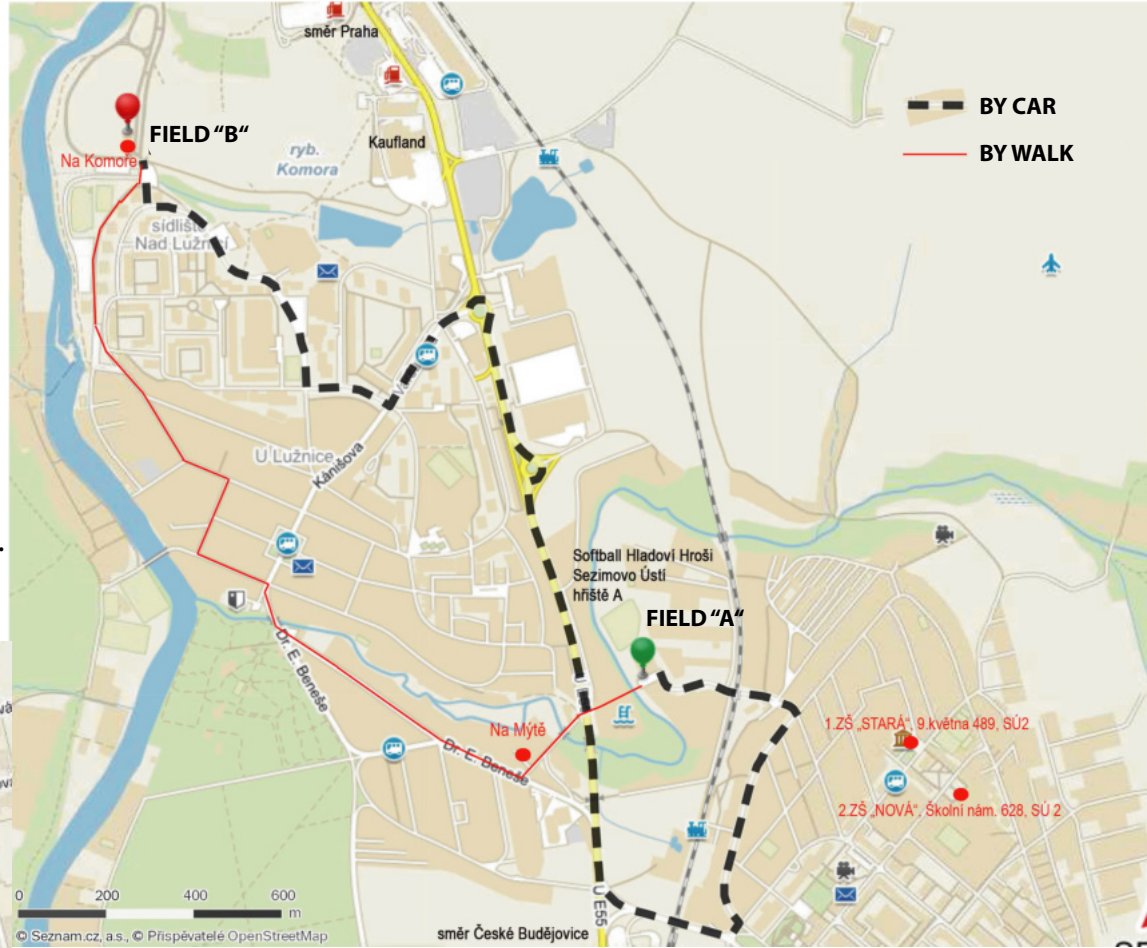 směr Praha
BY CAR
FIELD "B"
Kaufland
ryb.
Komora
BY WALK
Na Komoře
sídliště
Nad Lužnicí
U Lužnice
Kánišova
Softball Hladoví Hroši
Sezimovo Ústí
hřiště A
FIELD "A"
Dr. E. Beneše
Na Mýtě
1.ZŠ „STARÁ", 9.května 489, SÚ2
Dr. E. Beneše
2.ZŠ „NOVÁ", Školní nám. 628, SÚ 2
0 200 400 600
m
U E55
směr České Budějovice
© Seznam.cz, a.s., © Přispěvatelé OpenStreetMap